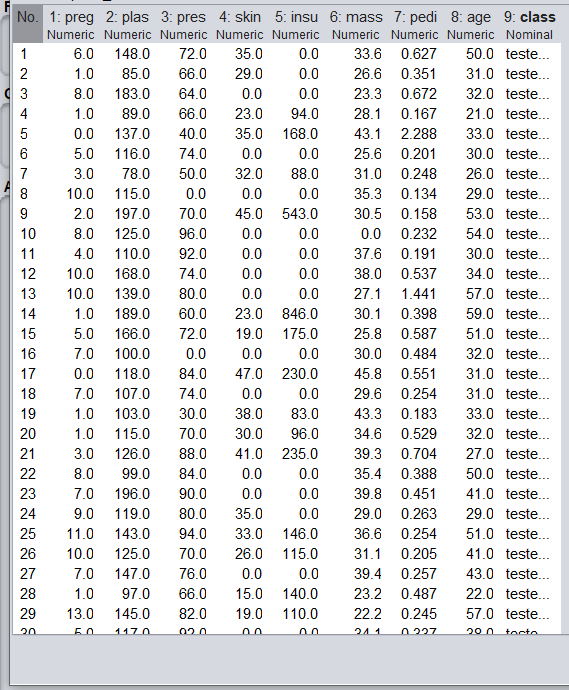 No. 1: preg 2: plas 3: pres 4: skin 5: insu 6: mass 7: pedi 8: age 9: class
Numeric Numeric Numeric Numeric Numeric Numeric Numeric Numeric Nominal
1 6.0 148.0 72.0 35.0 0.0 33.6 0.627 50.0 teste...
2 1.0 85.0 66.0 29.0 0.0 26.6 0.351 31.0 teste...
3 8.0 183.0 64.0 0.0 0.0 23.3 0.672 32.0 teste...
4 1.0 89.0 66.0 23.0 94.0 28.1 0.167 21.0 teste...
5 0.0 137.0 40.0 35.0 168.0 43.1 2.288 33.0 teste...
6 5.0 116.0 74.0 0.0 0.0 25.6 0.201 30.0 teste...
7 3.0 78.0 50.0 32.0 88.0 31.0 0.248 26.0 teste...
8 10.0 115.0 0.0 0.0 0.0 35.3 0.134 29.0 teste...
9 2.0 197.0 70.0 45.0 543.0 30.5 0.158 53.0 teste...
10 8.0 125.0 96.0 0.0 0.0 0.0 0.232 54.0 teste...
11 4.0 110.0 92.0 0.0 0.0 37.6 0.191 30.0 teste...
12 10.0 168.0 74.0 0.0 0.0 38.0 0.537 34.0 teste...
13 10.0 139.0 80.0 0.0 0.0 27.1 1.441 57.0 teste...
14 1.0 189.0 60.0 23.0 846.0 30.1 0.398 59.0 teste...
15 5.0 166.0 72.0 19.0 175.0 25.8 0.587 51.0 teste...
16 7.0 100.0 0.0 0.0 0.0 30.0 0.484 32.0 teste...
17 0.0 118.0 84.0 47.0 230.0 45.8 0.551 31.0 teste...
18 7.0 107.0 74.0 0.0 0.0 29.6 0.254 31.0 teste...
19 1.0 103.0 30.0 38.0 83.0 43.3 0.183 33.0 teste...
20 1.0 115.0 70.0 30.0 96.0 34.6 0.529 32.0 teste...
21 3.0 126.0 88.0 41.0 235.0 39.3 0.704 27.0 teste...
22 8.0 99.0 84.0 0.0 0.0 35.4 0.388 50.0 teste...
23 7.0 196.0 90.0 0.0 0.0 39.8 0.451 41.0 teste...
24 9.0 119.0 80.0 35.0 0.0 29.0 0.263 29.0 teste...
25 11.0 143.0 94.0 33.0 146.0 36.6 0.254 51.0 teste...
26 10.0 125.0 70.0 26.0 115.0 31.1 0.205 41.0 teste...
27 7.0 147.0 76.0 0.0 0.0 39.4 0.257 43.0 teste...
28 1.0 97.0 66.0 15.0 140.0 23.2 0.487 22.0 teste...
29 13.0 145.0 82.0 19.0 110.0 22.2 0.245 57.0 teste...
30 5.0 117.0 92.0 0.0 0.0 34.1 0.337 38.0 teste...